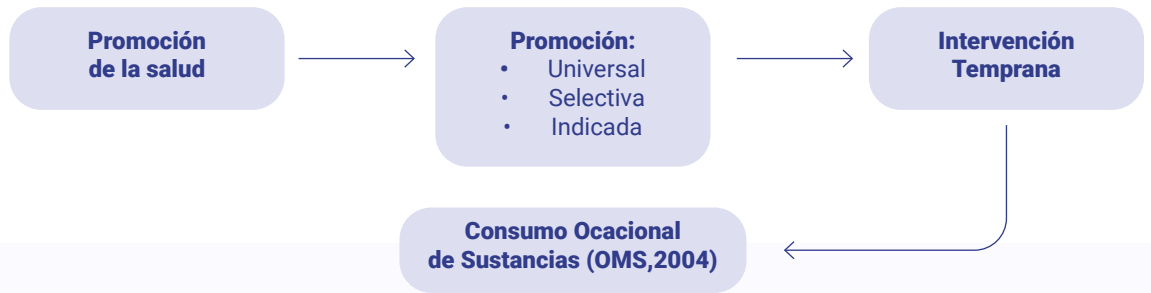 Promoción
de la salud
Promoción:
• Universal
• Selectiva
• Indicada
Intervención
Temprana
Consumo Ocacional
de Sustancias (OMS,2004)